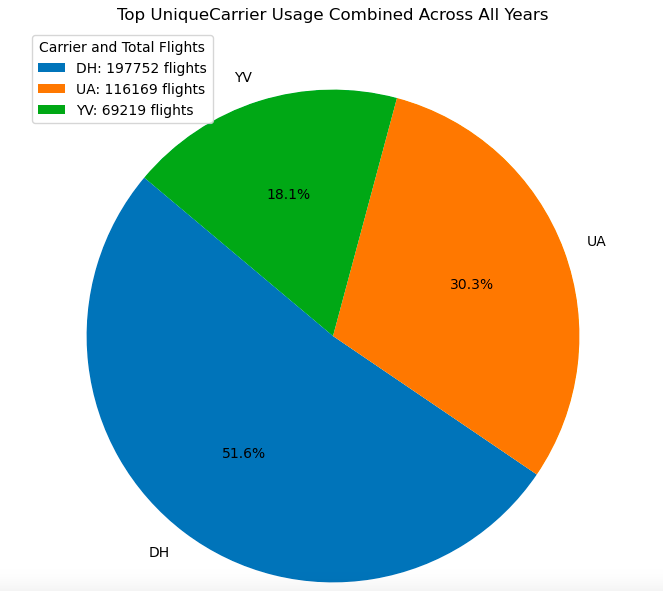 Top UniqueCarrier Usage Combined Across All Years
Carrier and Total Flights
DH: 197752 flights
UA: 116169 flights
YV: 69219 flights
YV
18.1%
UA
30.3%
51.6%
DH